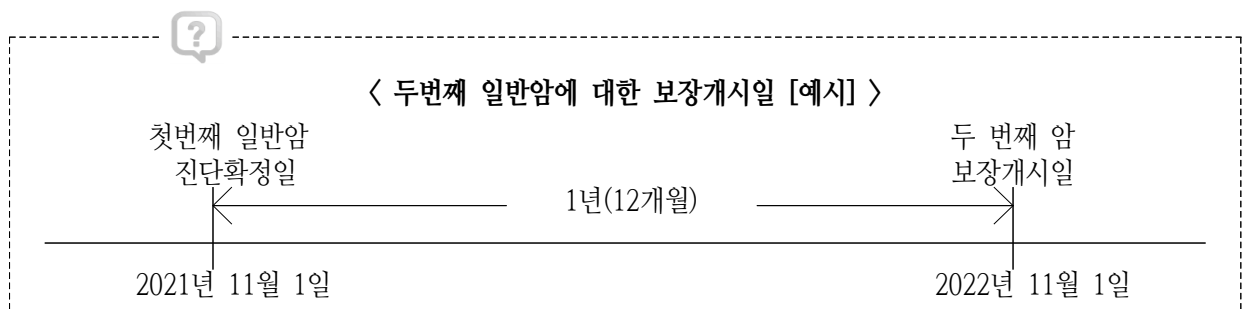 ?
〈 두번째 일반암에 대한 보장개시일 [예시] 〉
첫번째 일반암
진단확정일
두 번째 암
보장개시일
1년(12개월)
2021년 11월 1일
2022년 11월 1일